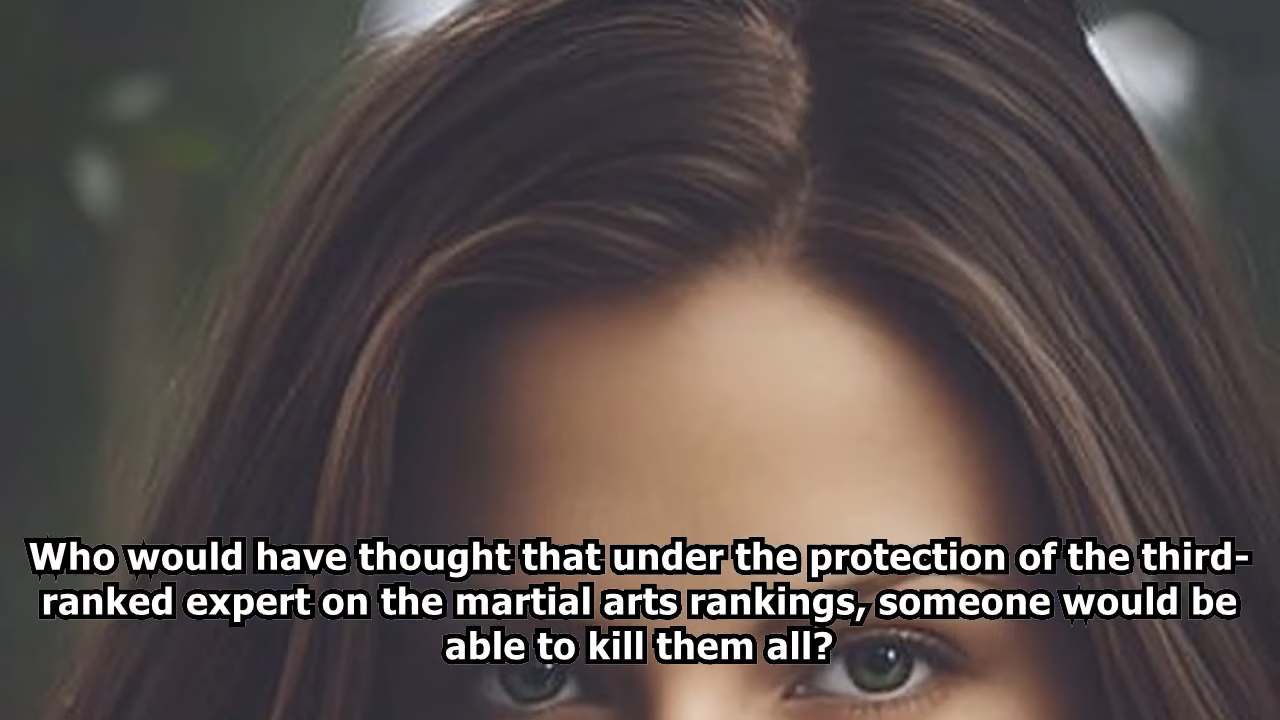 Who would have thought that under the protection of the third-
ranked expert on the martial arts rankings, someone would be
able to kill them all?